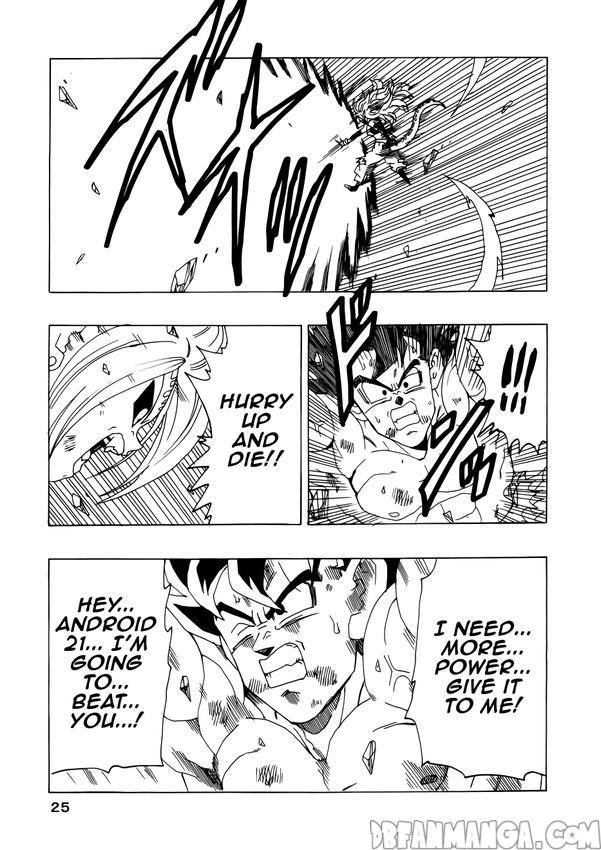 !!!
ド
HURRY
UP
AND
DIE!!
I NEED...
MORE...
POWER...
GIVE IT
TO ME!
HEY...
ANDROID
21... I'M
GOING
TO...
BEAT...
YOU...!
25
DBFANMANGA.COM